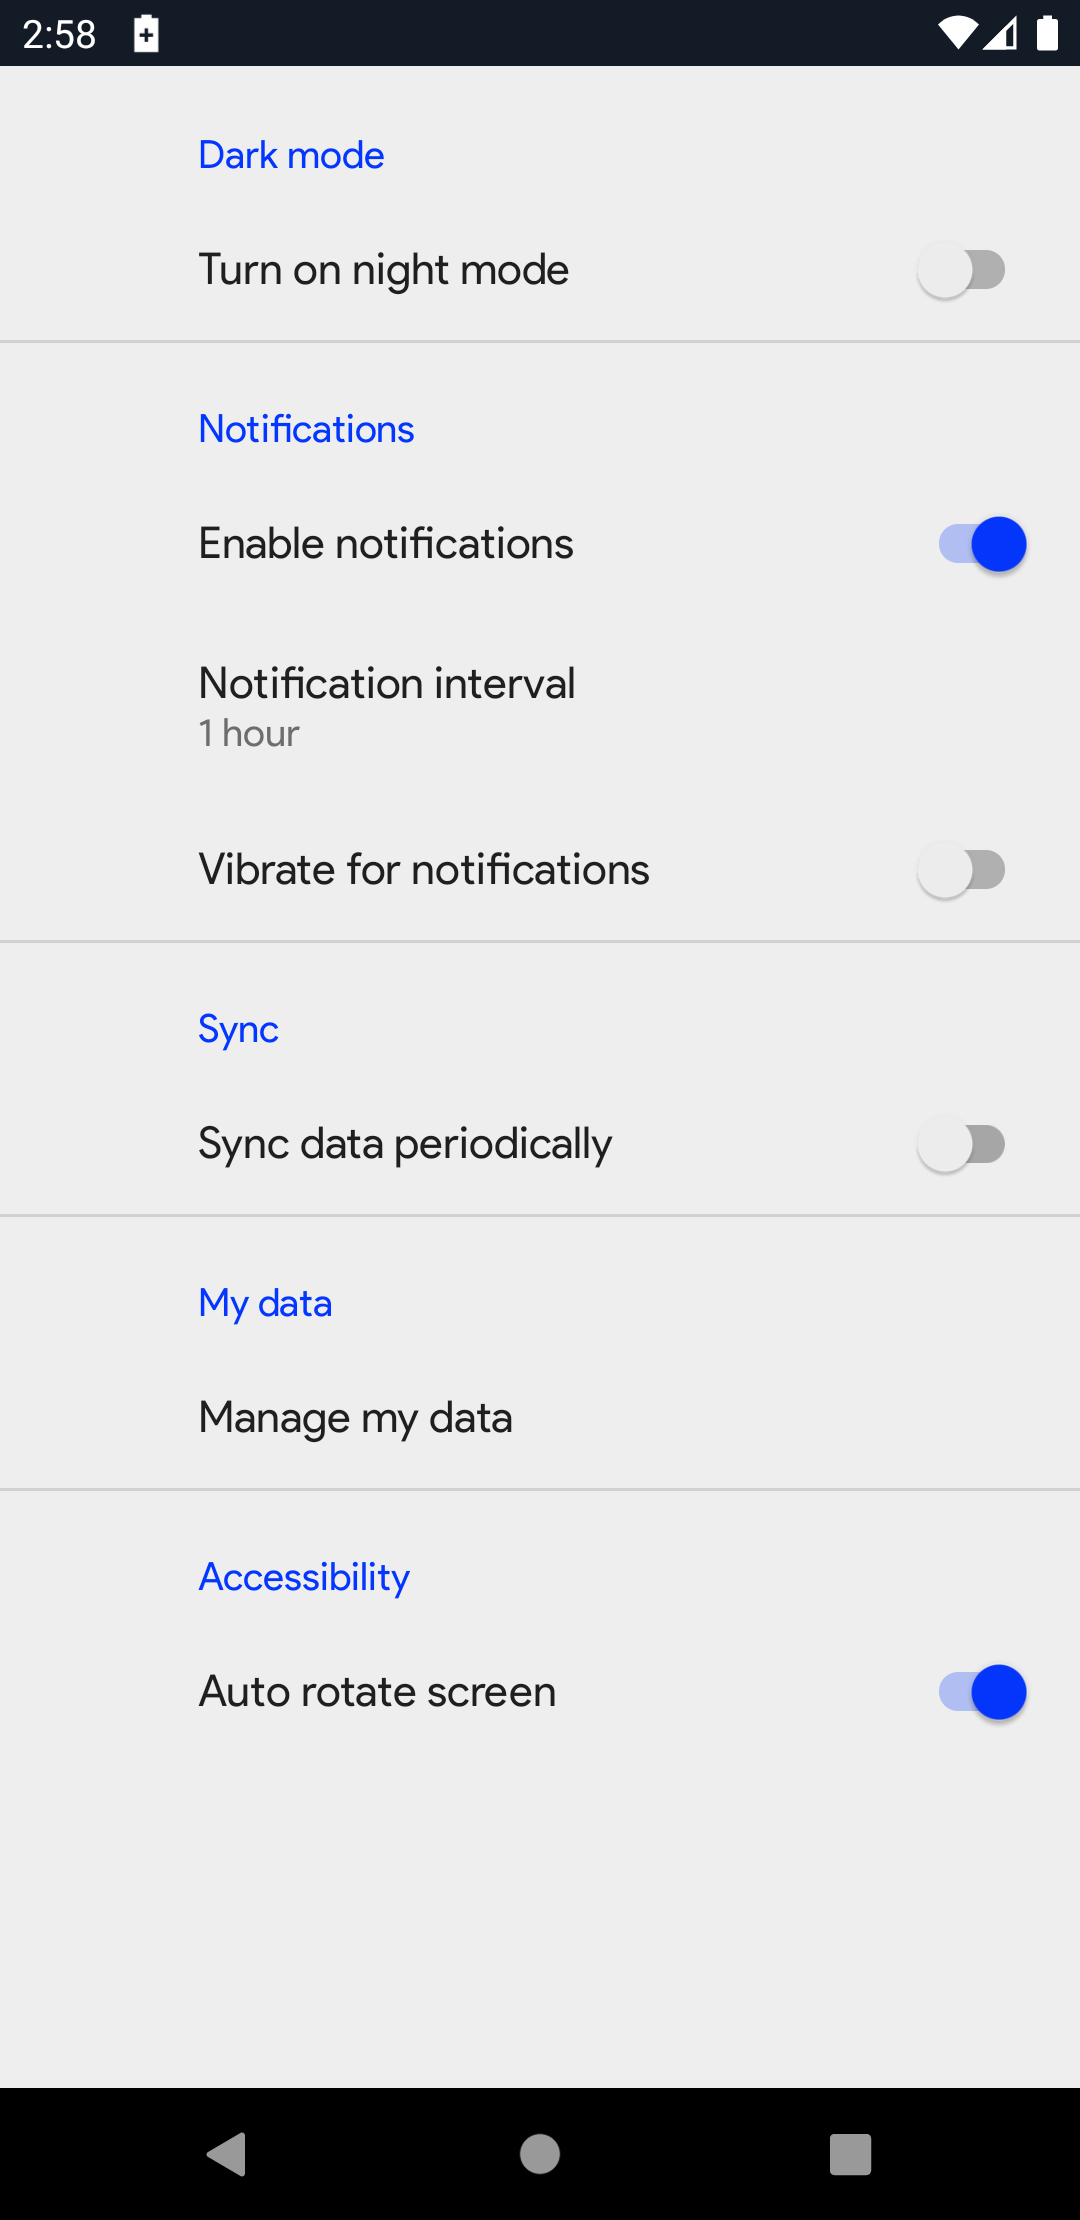 2:58
Dark mode
Turn on night mode
Notifications
Enable notifications
Notification interval
1 hour
Vibrate for notifications
Sync
Sync data periodically
My data
Manage my data
Accessibility
Auto rotate screen